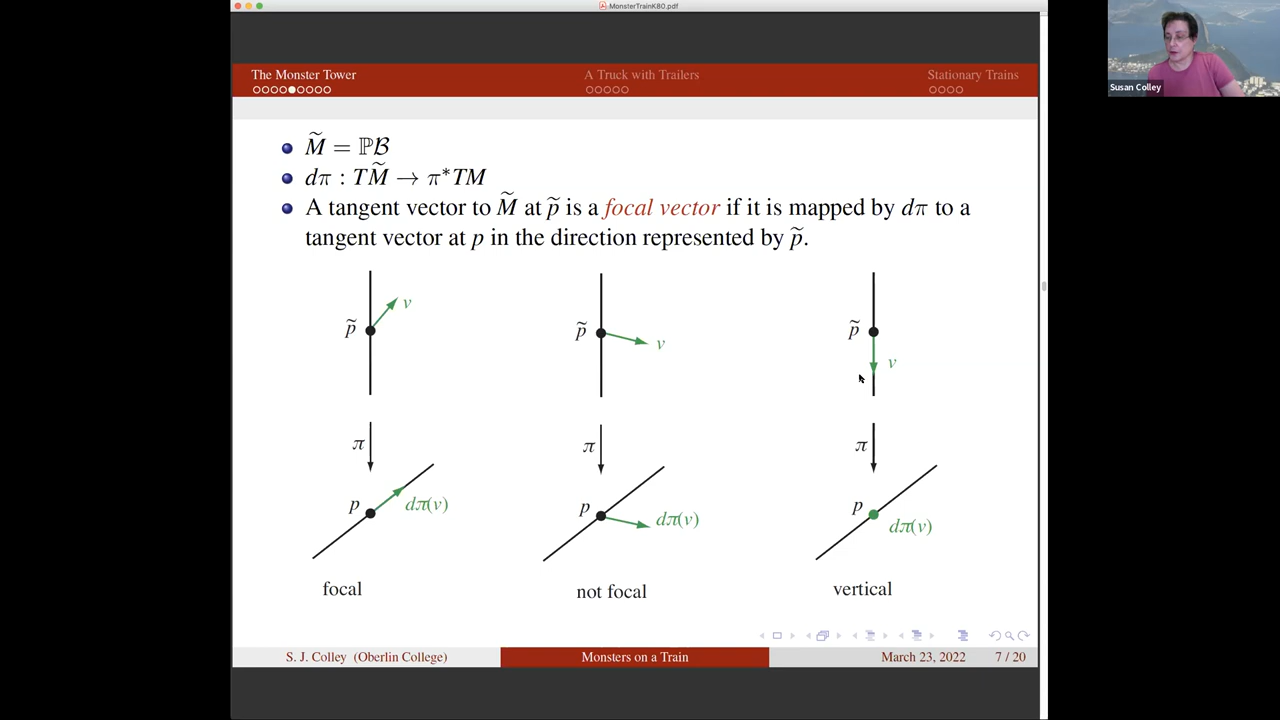 MonsterTrainK80.pdf
Susan Colley
The Monster Tower A Truck with Trailers Stationary Trains
M̃ = ℙℬ
dπ : TM̃ → π*TM
A tangent vector to M̃ at p̃ is a focal vector if it is mapped by dπ to a
tangent vector at p in the direction represented by p̃.
p̃ v p̃ v p̃ v
π π π
p dπ(v) p dπ(v) p dπ(v)
focal not focal vertical
S. J. Colley (Oberlin College) Monsters on a Train March 23, 2022 7 / 20